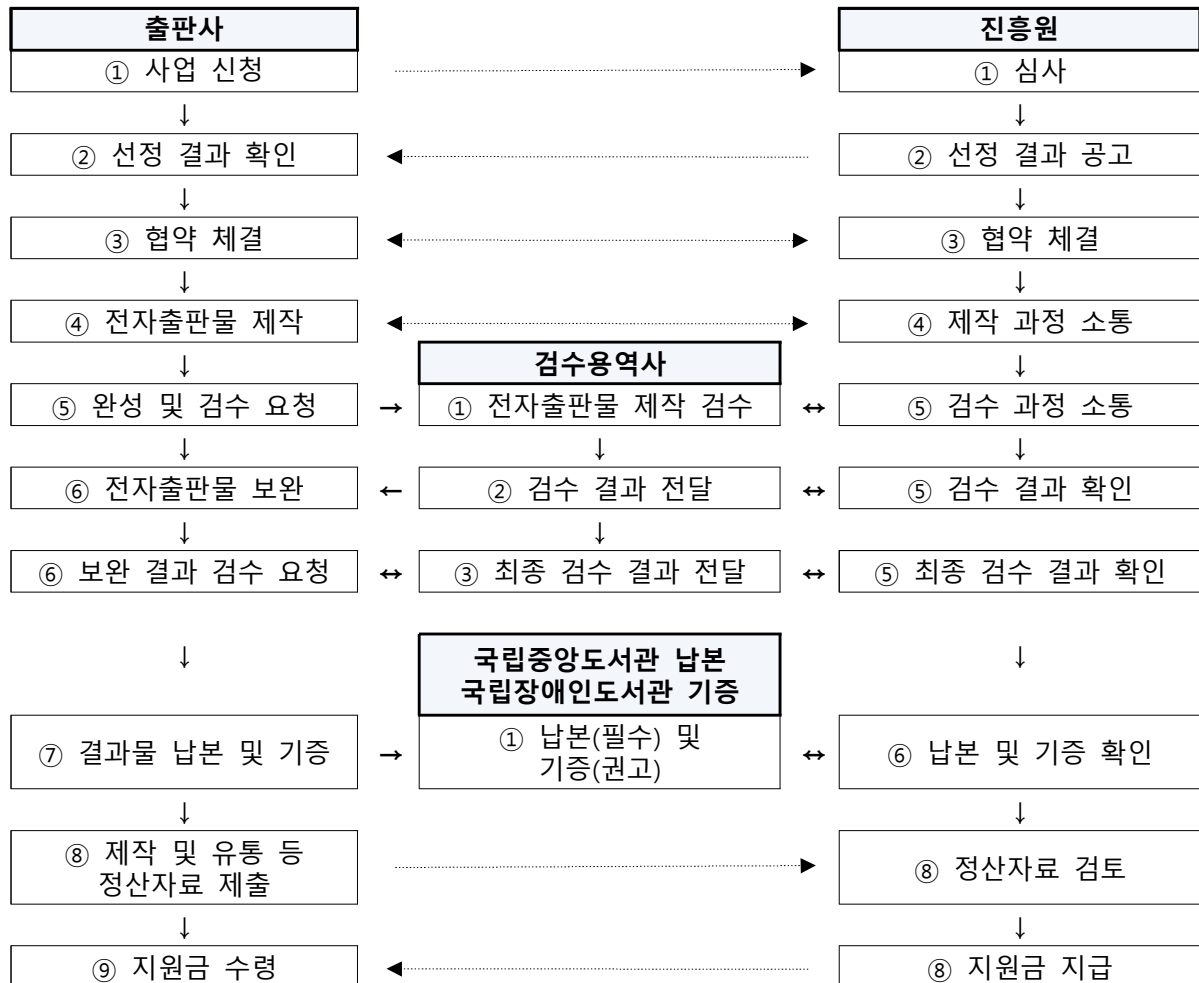 출판사
진흥원
① 사업 신청
① 심사
↓
↓
② 선정 결과 확인
② 선정 결과 공고
↓
↓
③ 협약 체결
③ 협약 체결
↓
↓
④ 전자출판물 제작
④ 제작 과정 소통
↓
검수용역사
↓
⑤ 완성 및 검수 요청
→
① 전자출판물 제작 검수
↔
⑤ 검수 과정 소통
↓
↓
↓
⑥ 전자출판물 보완
←
② 검수 결과 전달
↔
⑤ 검수 결과 확인
↓
↓
↓
⑥ 보완 결과 검수 요청
↔
③ 최종 검수 결과 전달
↔
⑤ 최종 검수 결과 확인
↓
국립중앙도서관 납본
국립장애인도서관 기증
↓
⑦ 결과물 납본 및 기증
→
① 납본(필수) 및
기증(권고)
↔
⑥ 납본 및 기증 확인
↓
↓
⑧ 제작 및 유통 등
정산자료 제출
⑧ 정산자료 검토
↓
↓
⑨ 지원금 수령
⑧ 지원금 지급